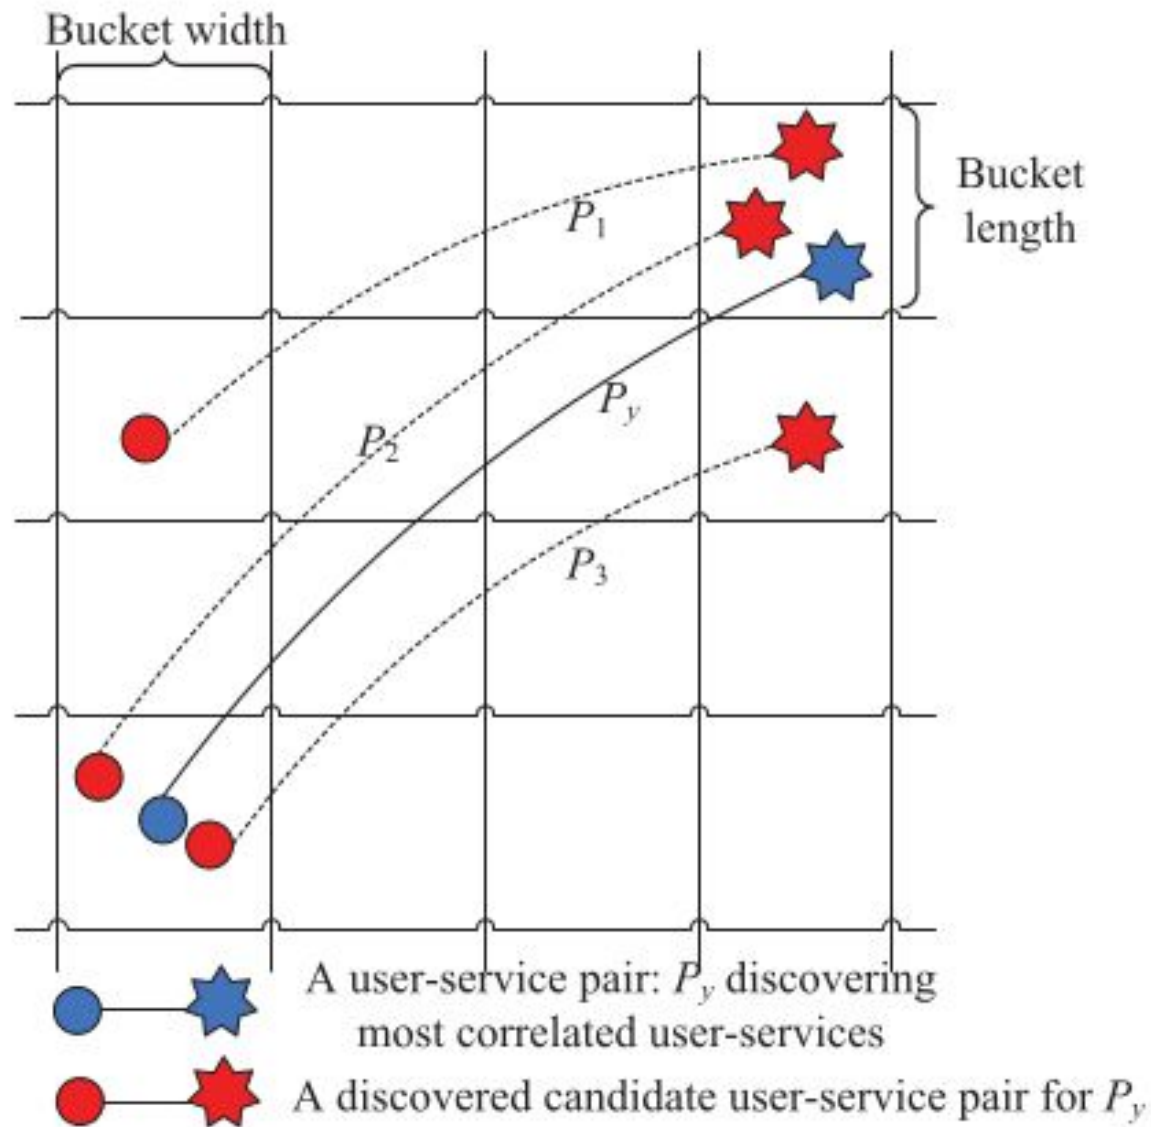 Bucket width
Bucket
length
P1
Py
P2
P3
A user-service pair: Py discovering
most correlated user-services
A discovered candidate user-service pair for Py